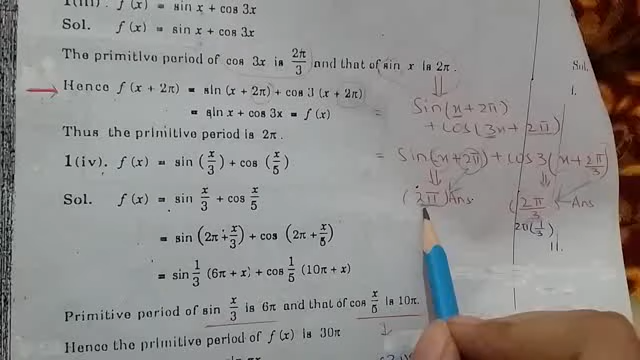 1(iii). f(x) = sin x + cos 3x
Sol. f(x) = sin x + cos 3x
The primitive period of cos 3x is 2π/3 and that of sin x is 2π.
Hence f(x + 2π) = sin (x + 2π) + cos 3 (x + 2π)
= sin x + cos 3x = f(x)
Thus the primitive period is 2π.
1(iv). f(x) = sin (x/3) + cos (x/5)
Sol. f(x) = sin x/3 + cos x/5
= sin (2π + x/3) + cos (2π + x/5)
= sin 1/3 (6π + x) + cos 1/5 (10π + x)
Primitive period of sin x/3 is 6π and that of cos x/5 is 10π.
Hence the primitive period of f(x) is 30π
⇓
= Sin(x+2π)
+ cos(3x+2π)
= Sin(x+2π) + cos3(x+2π/3)
⇓ ⇓
(2π) Ans. (2π/3) Ans
2π(1/3)
Sol.
1.
II.